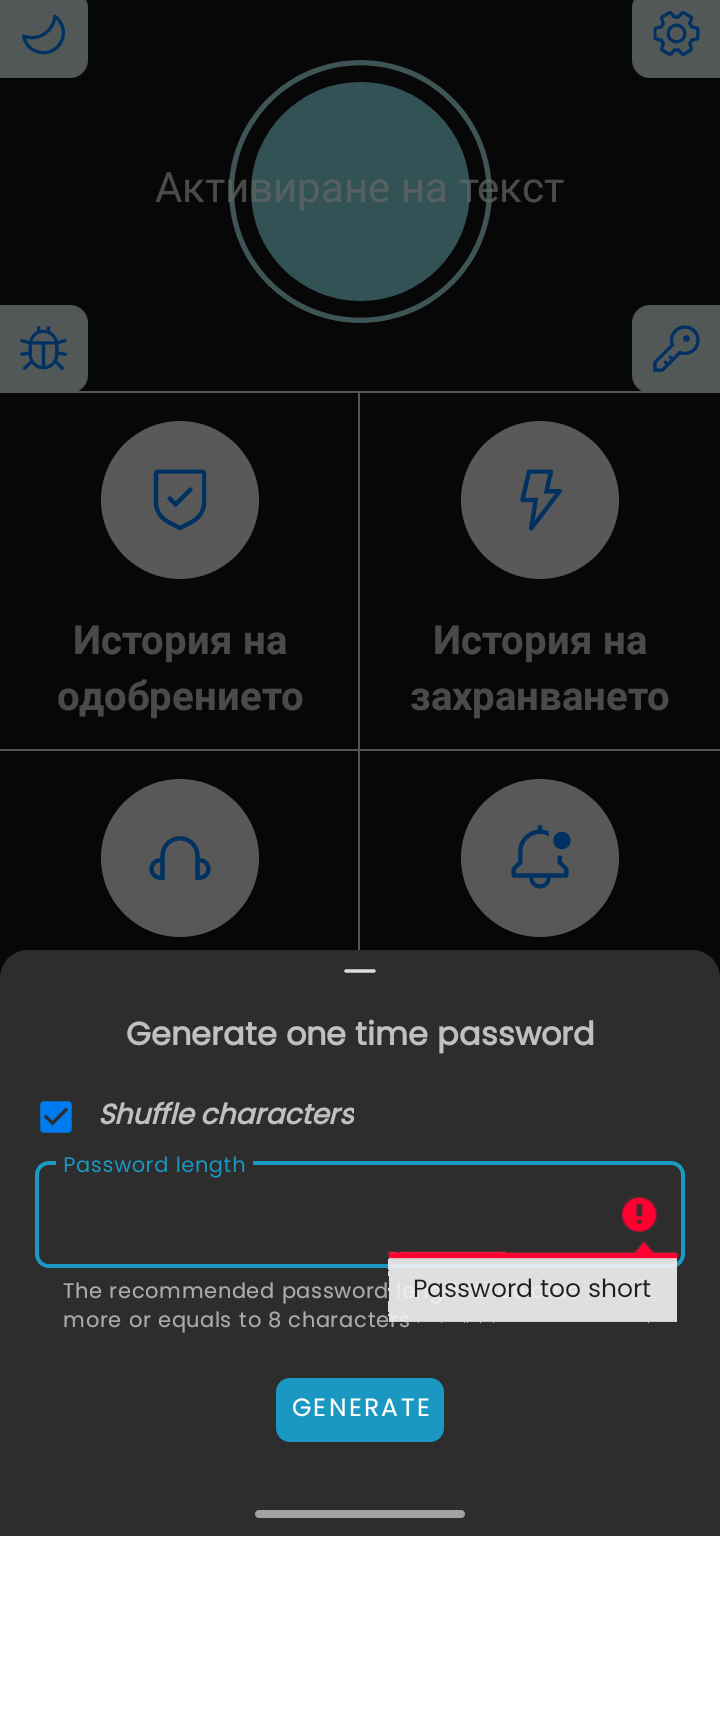 Активиране на текст
История на
одобрението
История на
захранването
Generate one time password
Shuffle characters
Password length
The recommended password
more or equals to 8 characters
Password too short
GENERATE